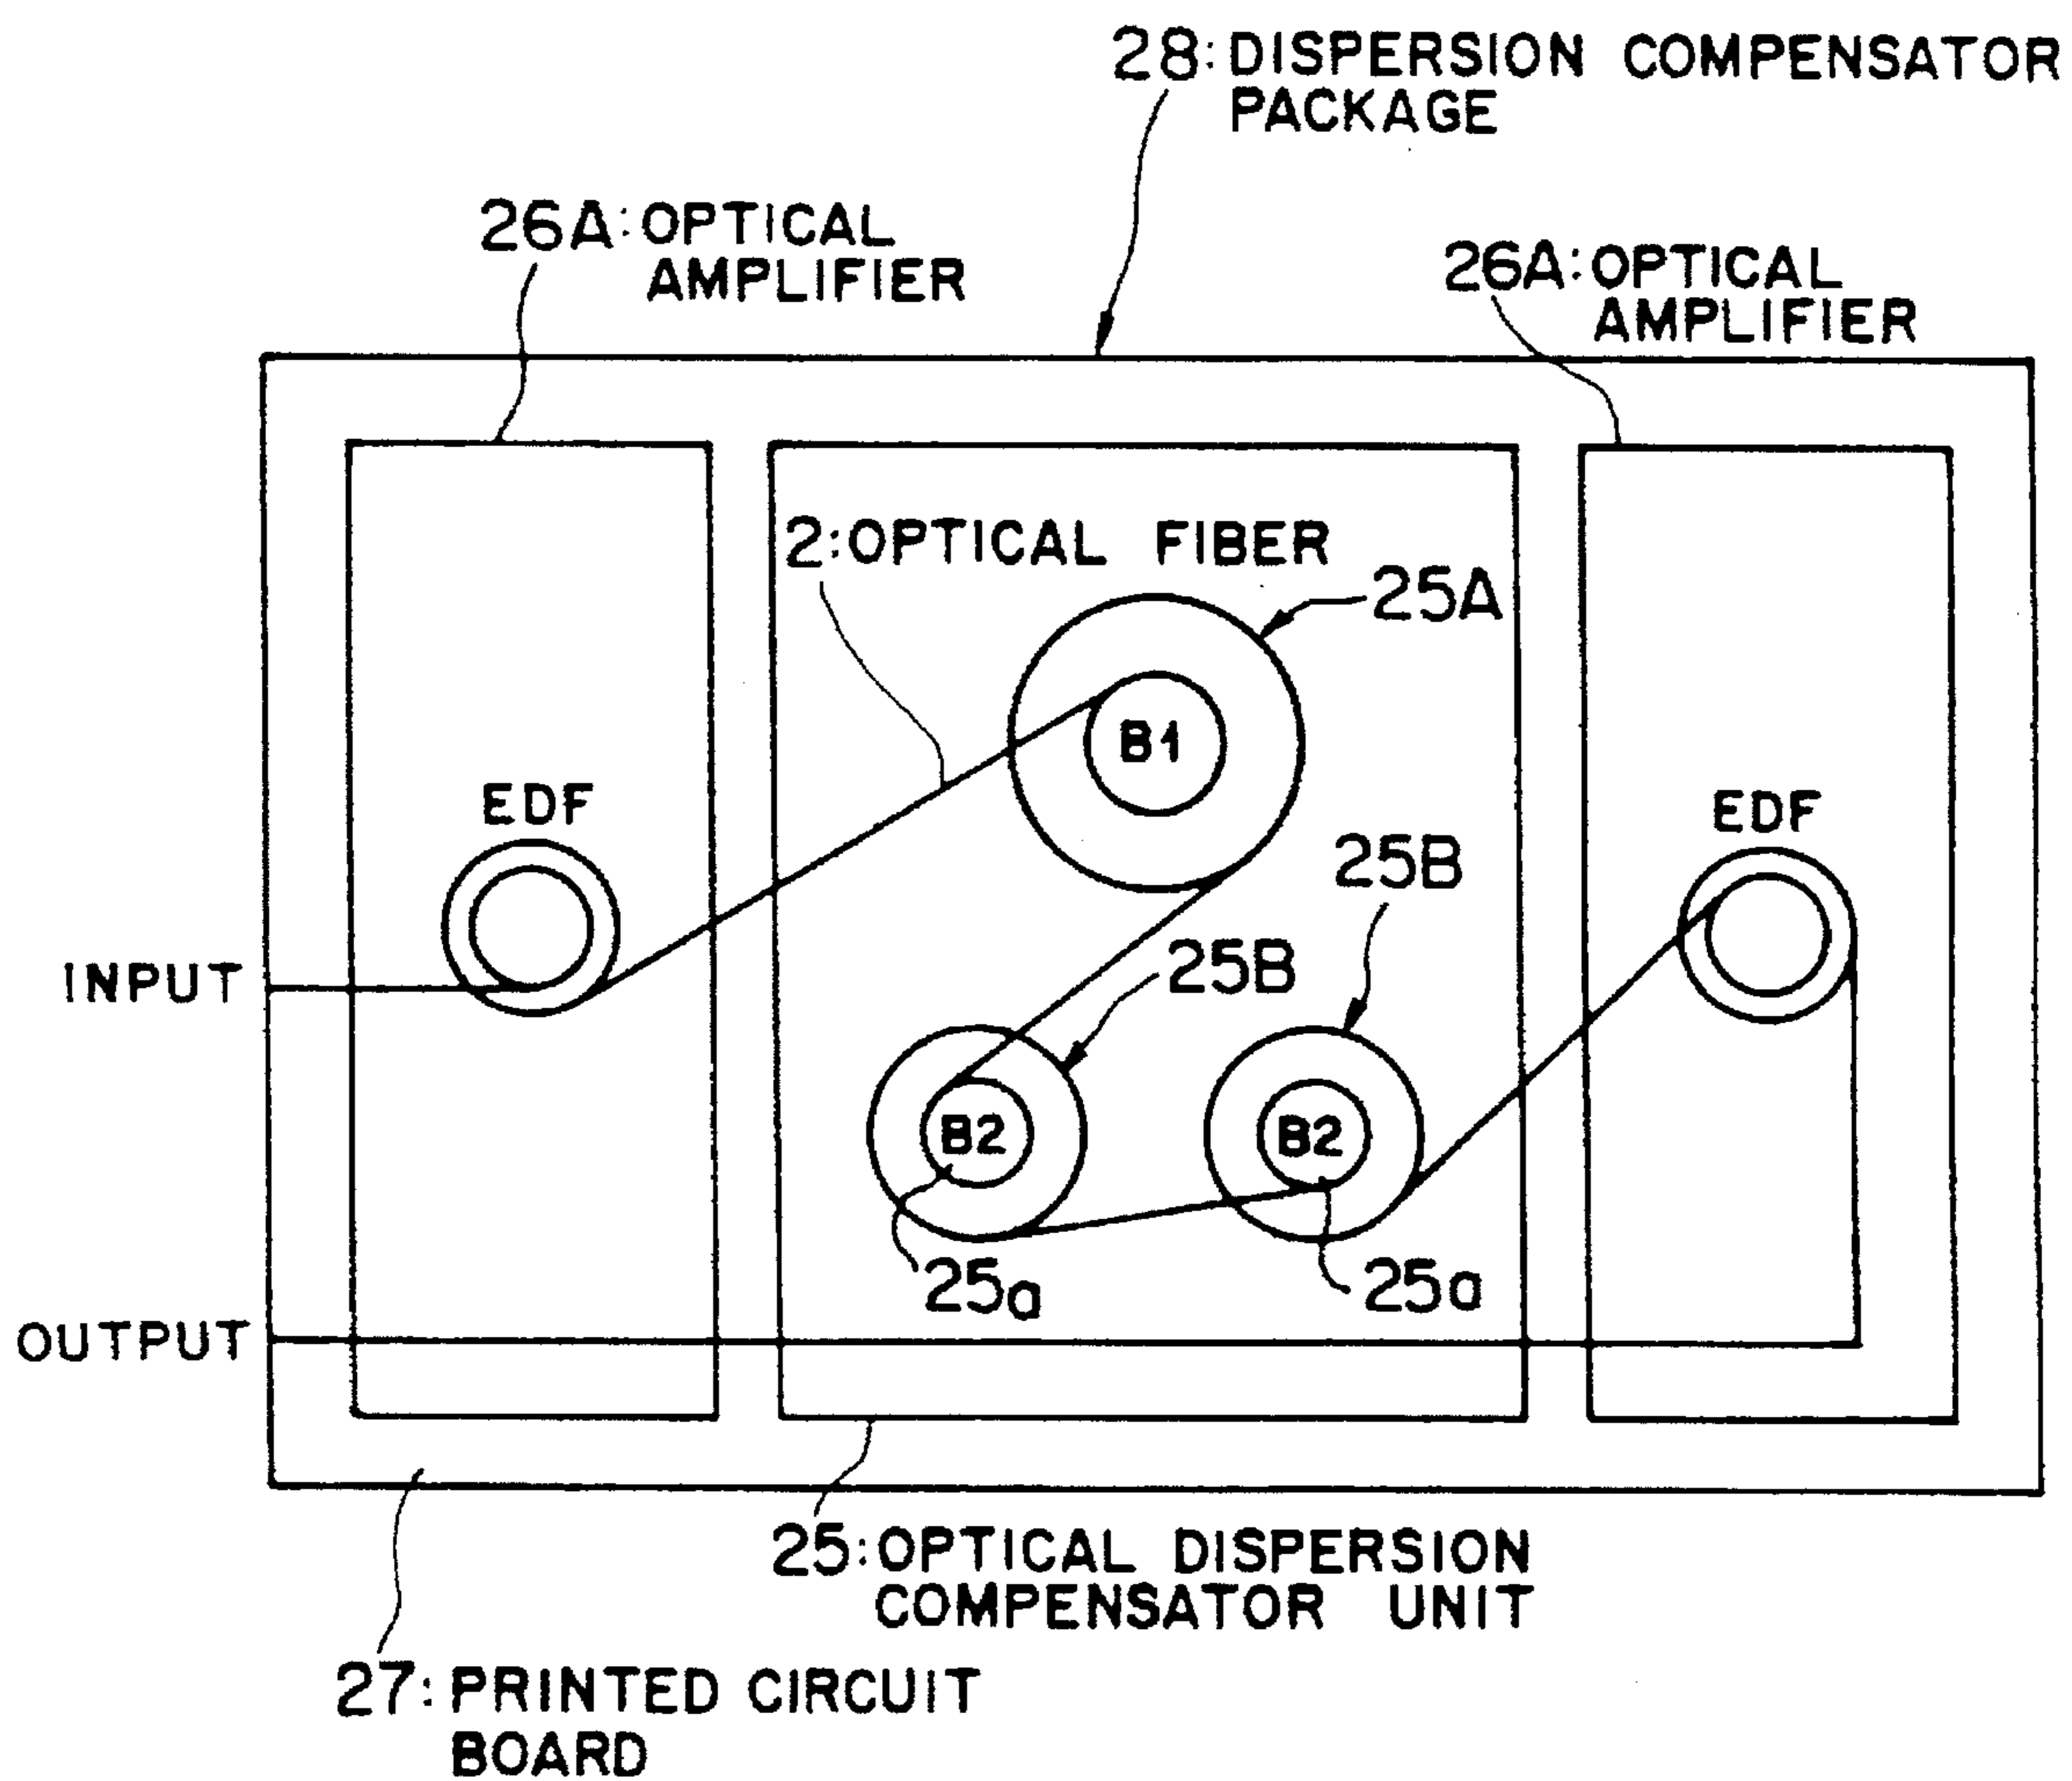 28: DISPERSION COMPENSATOR
PACKAGE
26A: OPTICAL
AMPLIFIER
26A: OPTICAL
AMPLIFIER
2: OPTICAL FIBER
25A
B1
EDF
EDF
25B
25B
INPUT
B2
B2
25a
25a
OUTPUT
25: OPTICAL DISPERSION
COMPENSATOR UNIT
27: PRINTED CIRCUIT
BOARD